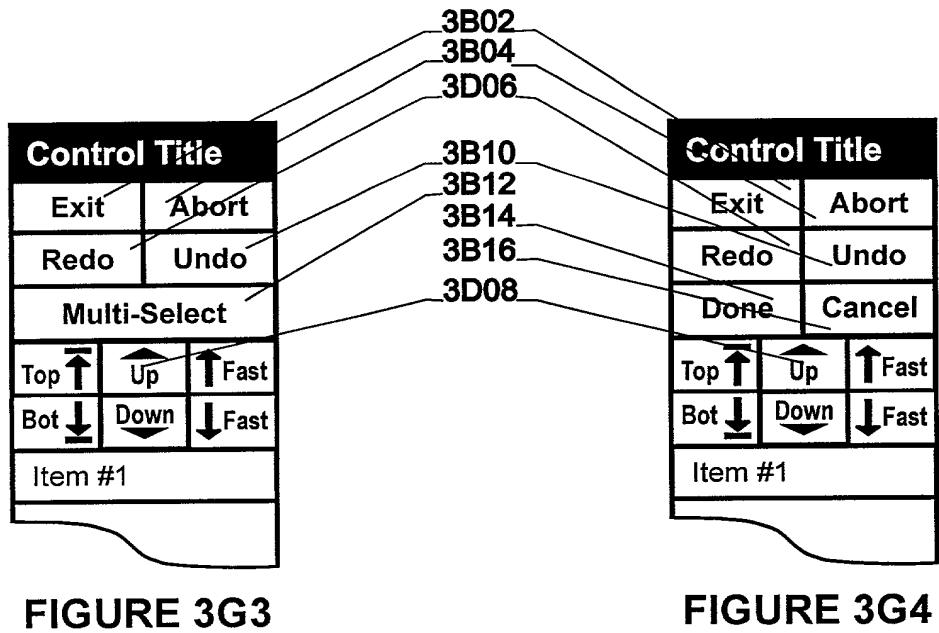 3B02
3B04
3D06
3B10
3B12
3B14
3B16
3D08
Control Title
Exit Abort
Redo Undo
Multi-Select
Top Up Fast
Bot Down Fast
Item #1
FIGURE 3G3
Control Title
Exit Abort
Redo Undo
Done Cancel
Top Up Fast
Bot Down Fast
Item #1
FIGURE 3G4